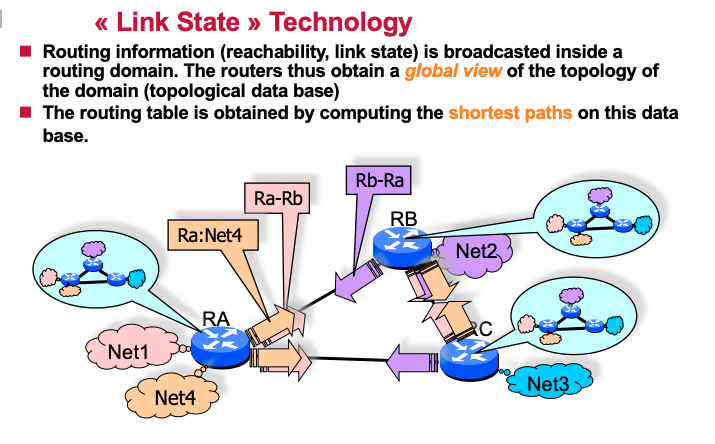 « Link State » Technology
Routing information (reachability, link state) is broadcasted inside a
routing domain. The routers thus obtain a global view of the topology of
the domain (topological data base)
The routing table is obtained by computing the shortest paths on this data
base.
Rb-Ra
Ra-Rb
RB
Ra:Net4
Net2
RA
RC
Net1
Net3
Net4